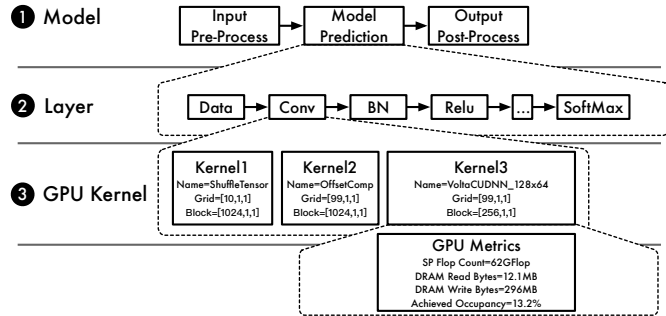 1 Model
Input
Pre-Process
Model
Prediction
Output
Post-Process
2 Layer
Data
Conv
BN
Relu
...
SoftMax
3 GPU Kernel
Kernel1
Name=ShuffleTensor
Grid=[10,1,1]
Block=[1024,1,1]
Kernel2
Name=OffsetComp
Grid=[99,1,1]
Block=[1024,1,1]
Kernel3
Name=VoltaCUDNN_128x64
Grid=[99,1,1]
Block=[256,1,1]
GPU Metrics
SP Flop Count=62GFlop
DRAM Read Bytes=12.1MB
DRAM Write Bytes=296MB
Achieved Occupancy=13.2%